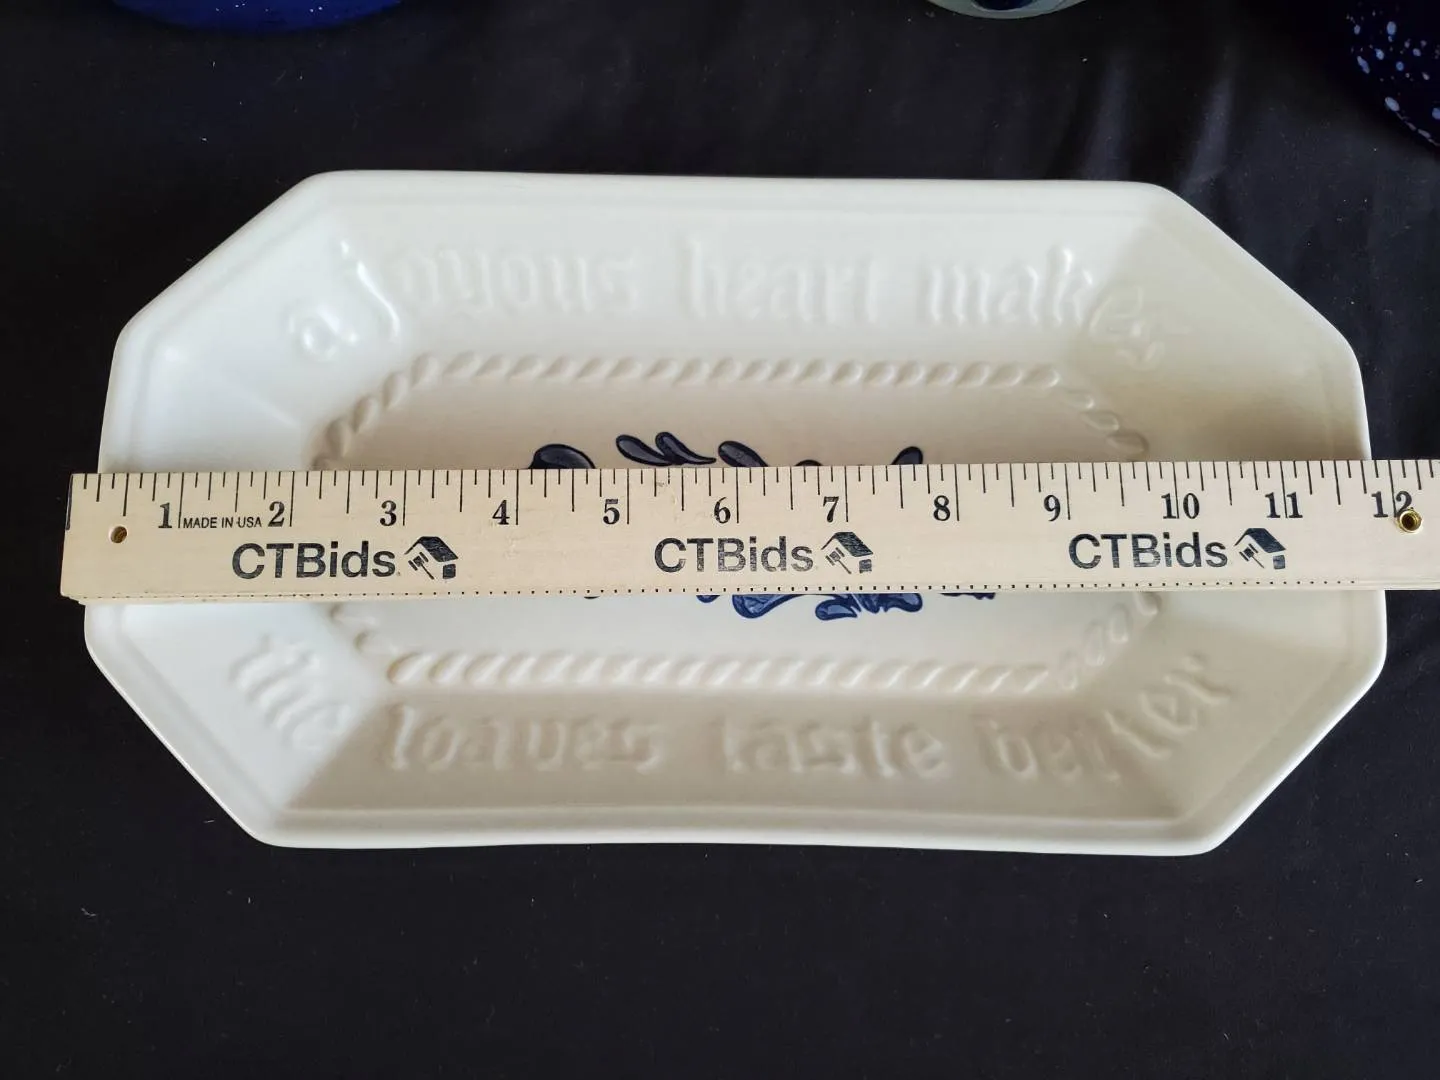 a joyous heart makes
1 MADE IN USA 2 3 4 5 6 7 8 9 10 11 12
CTBids CTBids CTBids
the loaves taste better